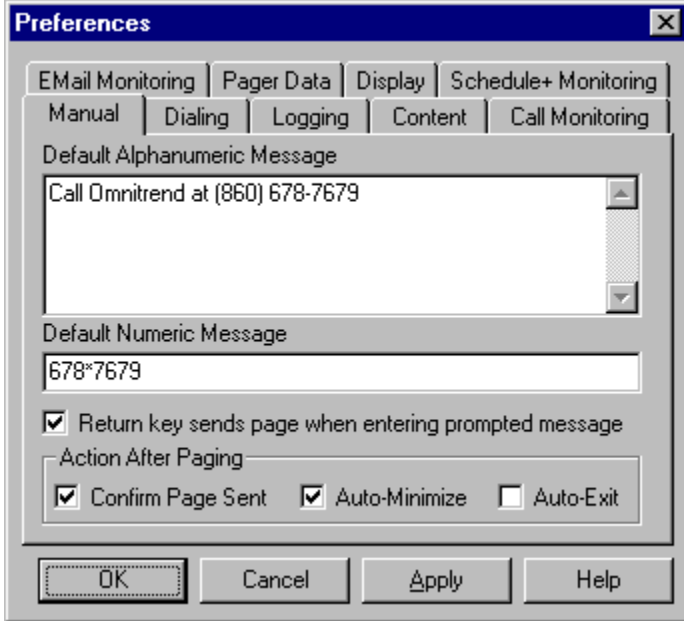 Preferences
EMail Monitoring Pager Data Display Schedule+ Monitoring
Manual Dialing Logging Content Call Monitoring
Default Alphanumeric Message
Call Omnitrend at (860) 678-7679
Default Numeric Message
678*7679
Return key sends page when entering prompted message
Action After Paging
Confirm Page Sent Auto-Minimize Auto-Exit
OK Cancel Apply Help